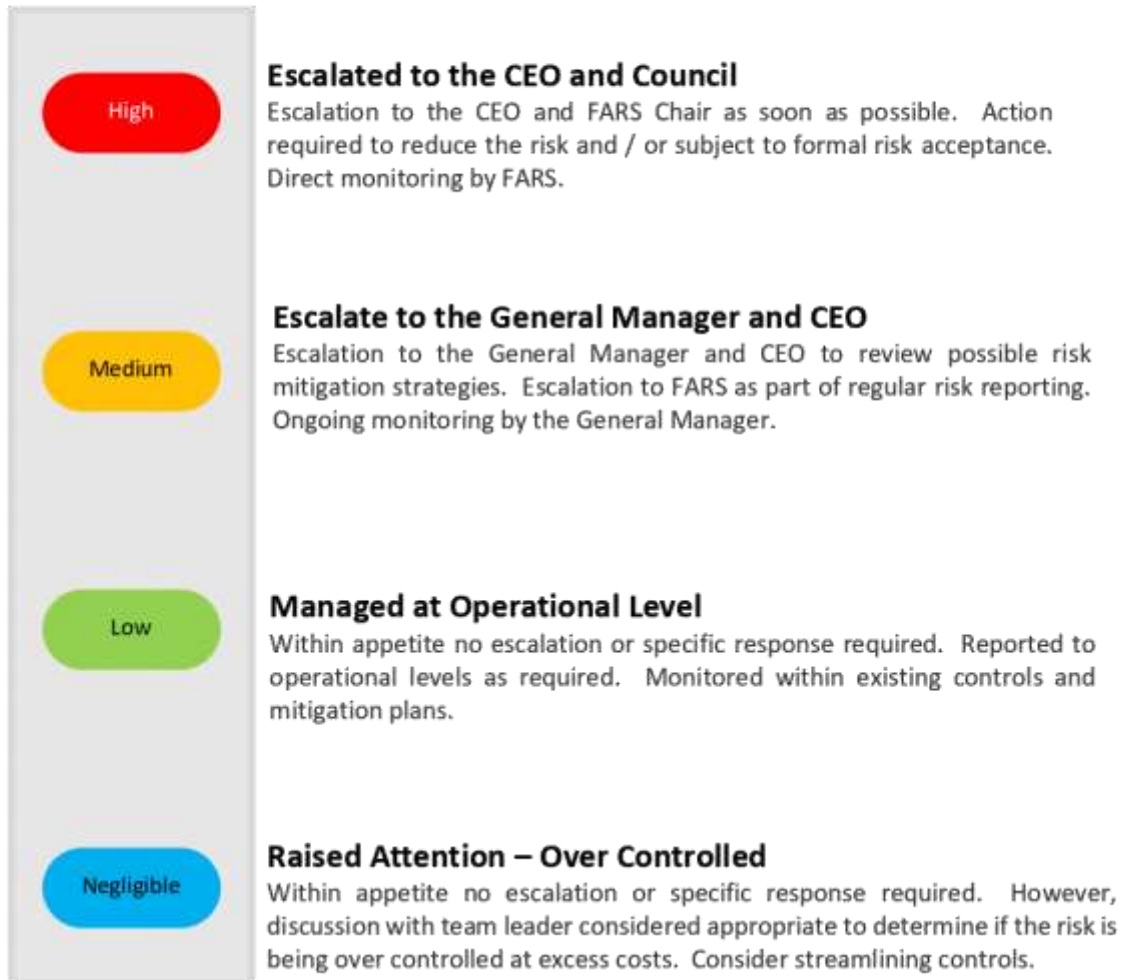 High
Escalated to the CEO and Council
Escalation to the CEO and FARS Chair as soon as possible. Action
required to reduce the risk and / or subject to formal risk acceptance.
Direct monitoring by FARS.
Medium
Escalate to the General Manager and CEO
Escalation to the General Manager and CEO to review possible risk
mitigation strategies. Escalation to FARS as part of regular risk reporting.
Ongoing monitoring by the General Manager.
Low
Managed at Operational Level
Within appetite no escalation or specific response required. Reported to
operational levels as required. Monitored within existing controls and
mitigation plans.
Negligible
Raised Attention – Over Controlled
Within appetite no escalation or specific response required. However,
discussion with team leader considered appropriate to determine if the risk is
being over controlled at excess costs. Consider streamlining controls.